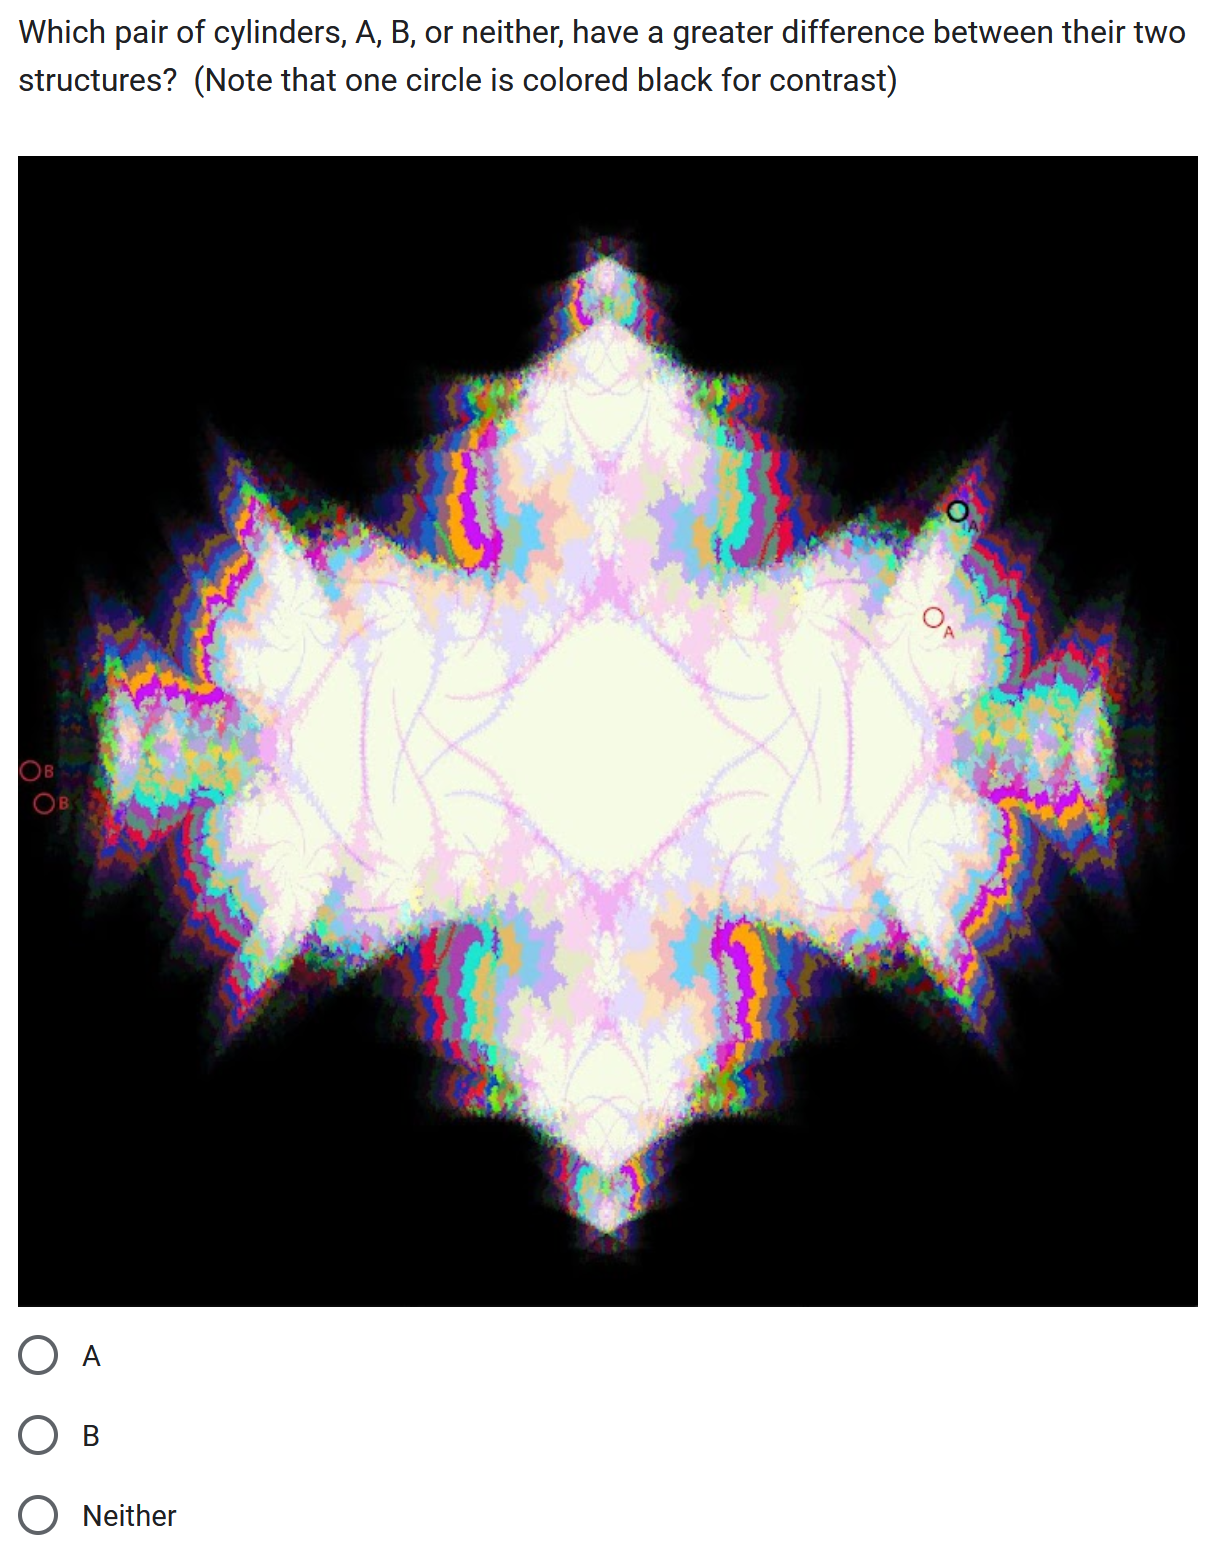 Which pair of cylinders, A, B, or neither, have a greater difference between their two
structures?  (Note that one circle is colored black for contrast)
A
A
B
B
A
B
Neither